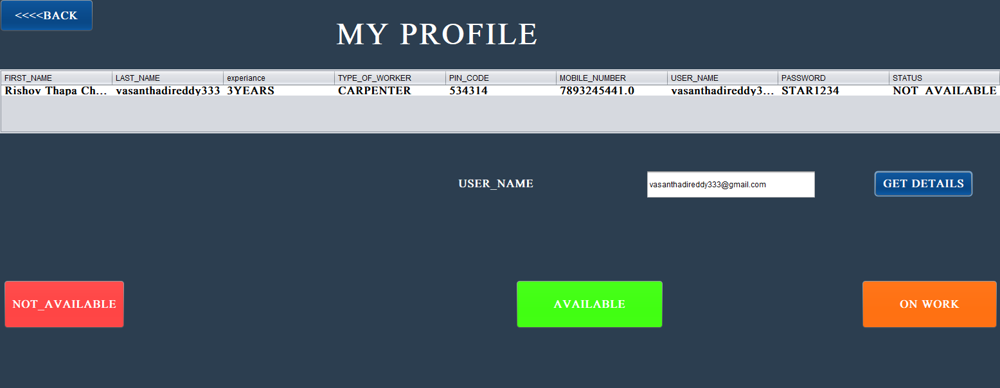 <<<<BACK
MY PROFILE
FIRST_NAME LAST_NAME experiance TYPE_OF_WORKER PIN_CODE MOBILE_NUMBER USER_NAME PASSWORD STATUS
Rishov Thapa Ch... vasanthadireddy333 3YEARS CARPENTER 534314 7893245441.0 vasanthadireddy3... STAR1234 NOT_AVAILABLE
USER_NAME vasanthadireddy333@gmail.com GET DETAILS
NOT_AVAILABLE AVAILABLE ON WORK